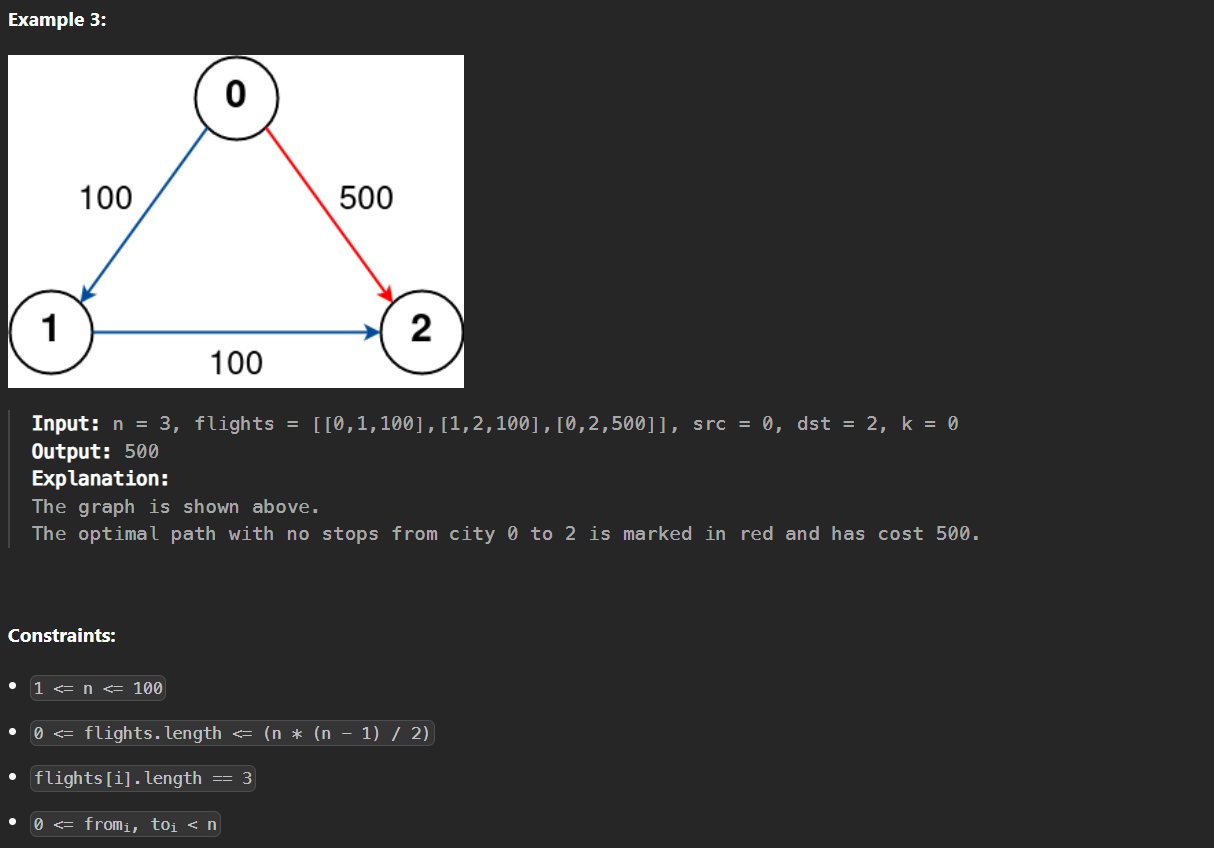 Example 3:
0
100
500
1
2
100
Input: n = 3, flights = [[0,1,100],[1,2,100],[0,2,500]], src = 0, dst = 2, k = 0
Output: 500
Explanation:
The graph is shown above.
The optimal path with no stops from city 0 to 2 is marked in red and has cost 500.
Constraints:
• 1 <= n <= 100
• 0 <= flights.length <= (n * (n - 1) / 2)
• flights[i].length == 3
• 0 <= fromᵢ, toᵢ < n